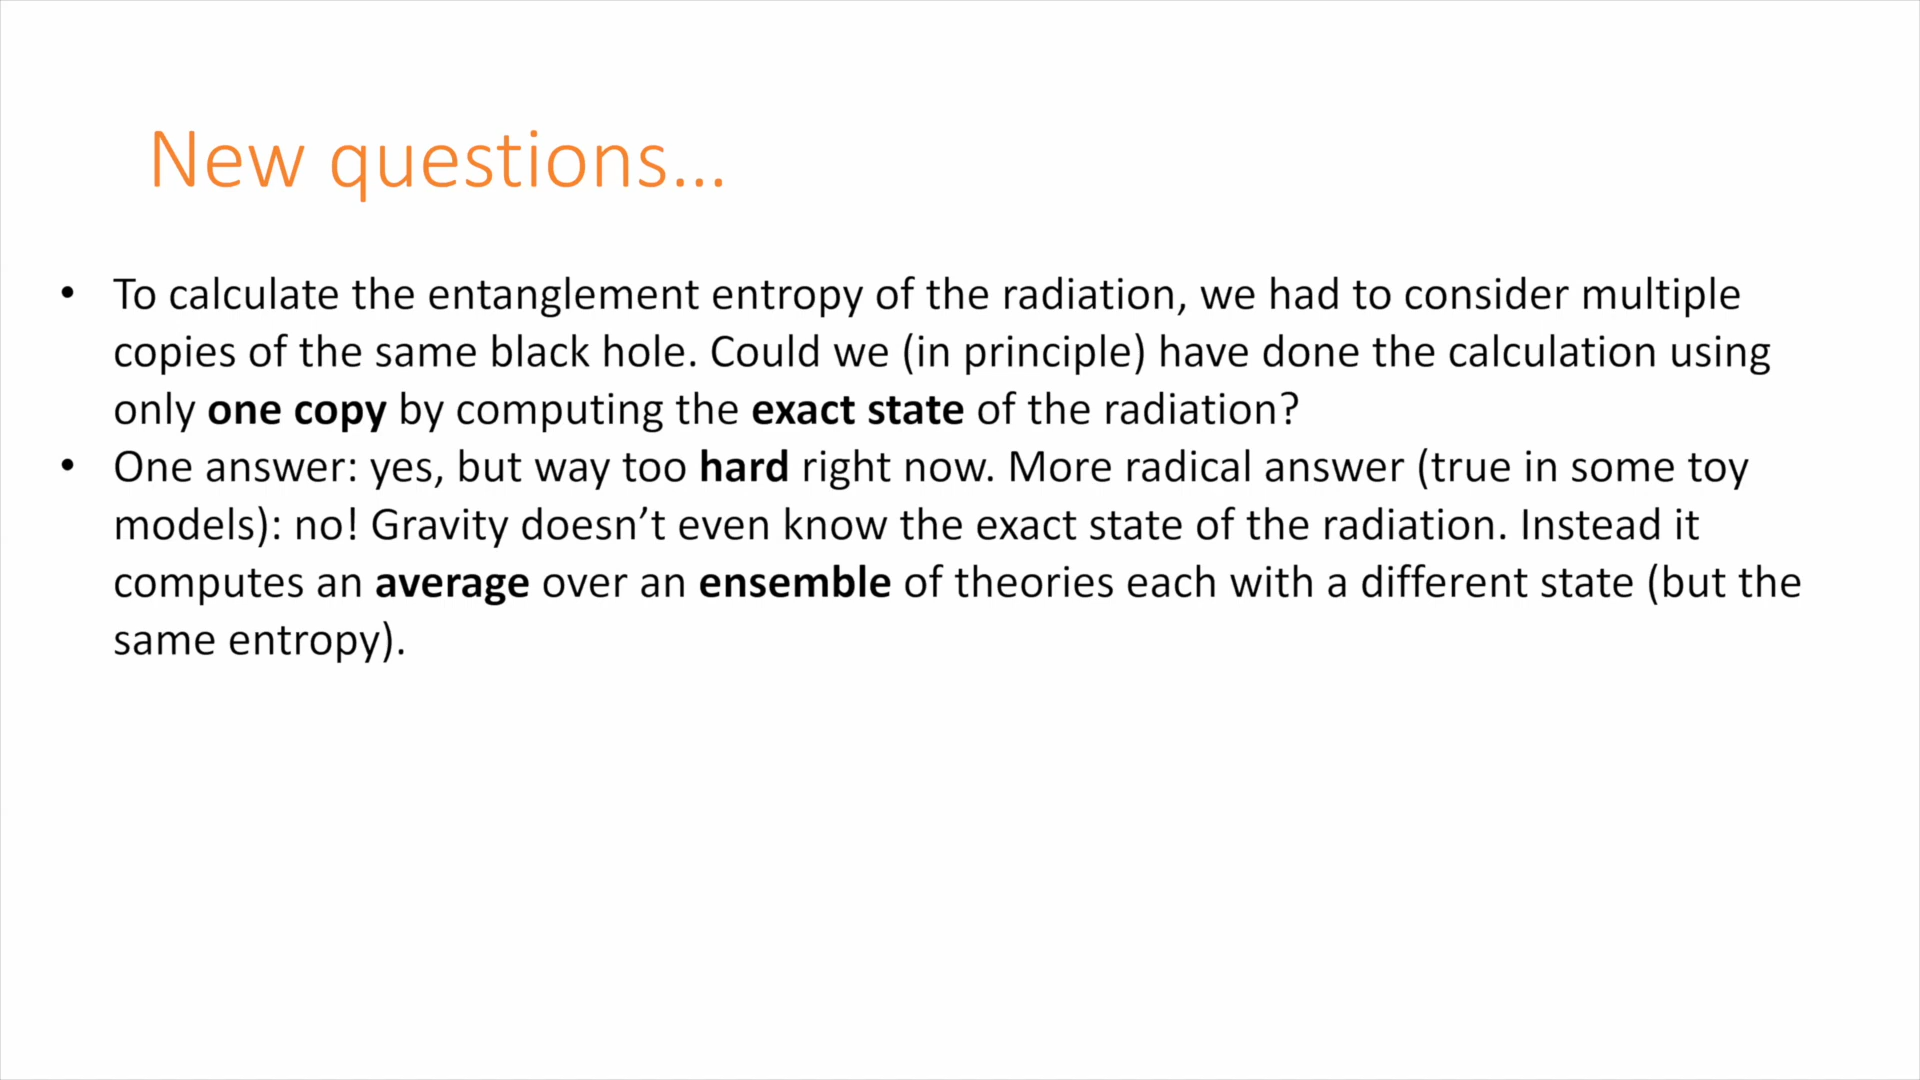 New questions...
• To calculate the entanglement entropy of the radiation, we had to consider multiple
copies of the same black hole. Could we (in principle) have done the calculation using
only one copy by computing the exact state of the radiation?
• One answer: yes, but way too hard right now. More radical answer (true in some toy
models): no! Gravity doesn’t even know the exact state of the radiation. Instead it
computes an average over an ensemble of theories each with a different state (but the
same entropy).